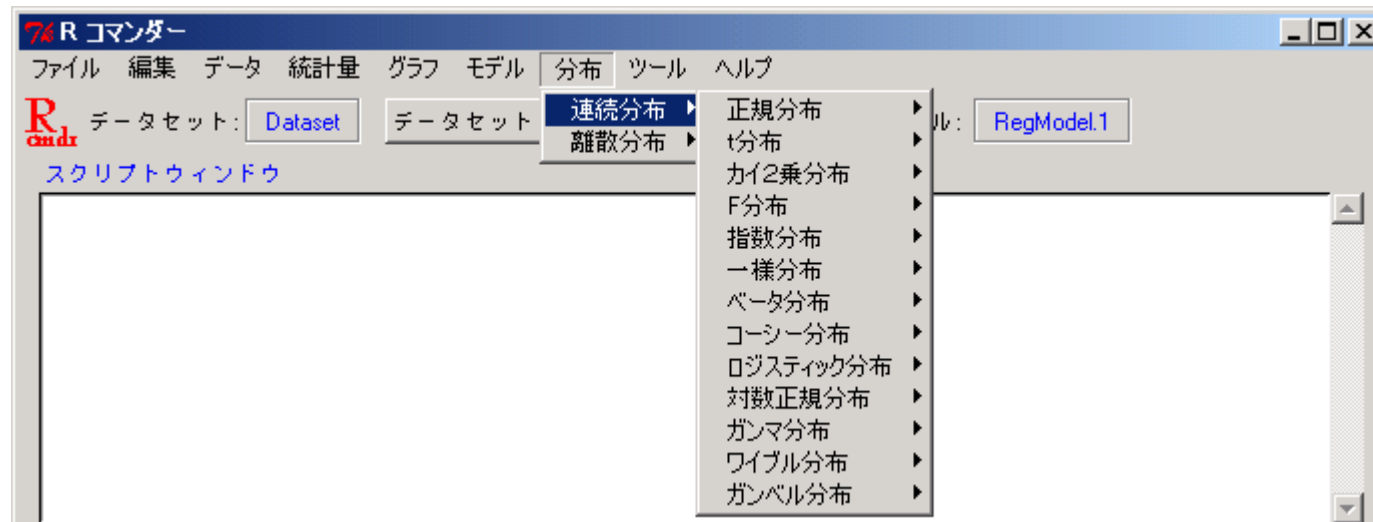 R コマンダー
ファイル 編集 データ 統計量 グラフ モデル 分布 ツール ヘルプ
R
cmdr
データセット: Dataset データセット ル: RegModel.1
連続分布
離散分布
正規分布
t分布
カイ2乗分布
F分布
指数分布
一様分布
ベータ分布
コーシー分布
ロジスティック分布
対数正規分布
ガンマ分布
ワイブル分布
ガンベル分布
スクリプトウィンドウ